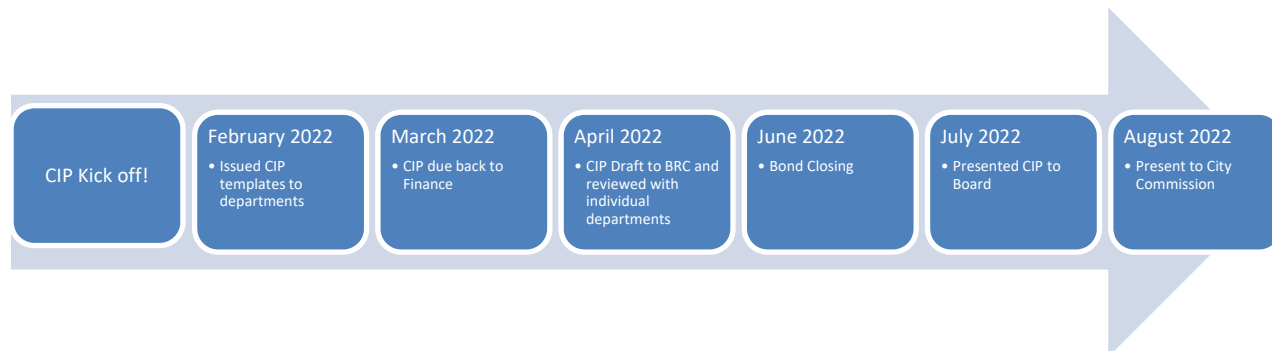 CIP Kick off!
February 2022
• Issued CIP
templates to
departments
March 2022
• CIP due back to
Finance
April 2022
• CIP Draft to BRC and
reviewed with
individual
departments
June 2022
• Bond Closing
July 2022
• Presented CIP to
Board
August 2022
• Present to City
Commission